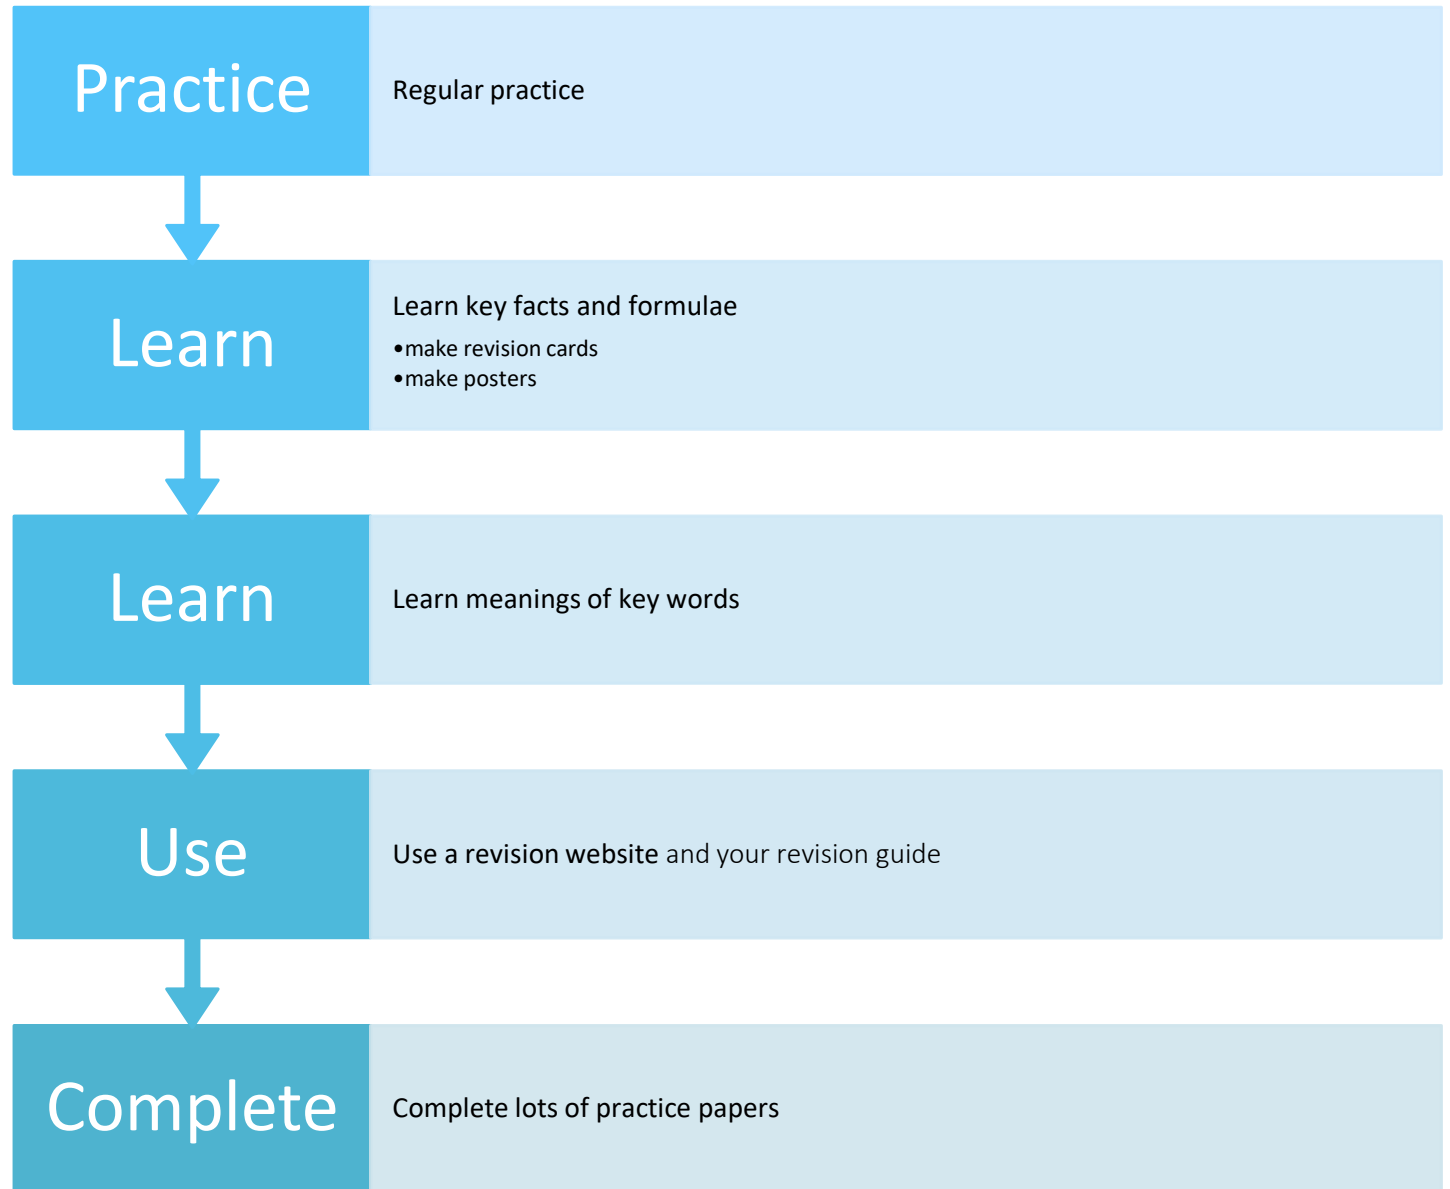 Practice
Regular practice
Learn
Learn key facts and formulae
•make revision cards
•make posters
Learn
Learn meanings of key words
Use
Use a revision website and your revision guide
Complete
Complete lots of practice papers